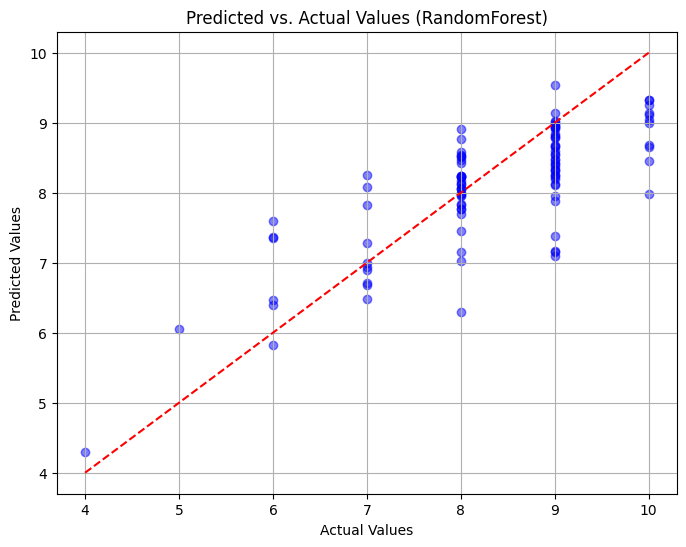 Predicted vs. Actual Values (RandomForest)
10
9
8
7
6
5
4
Predicted Values
4 5 6 7 8 9 10
Actual Values